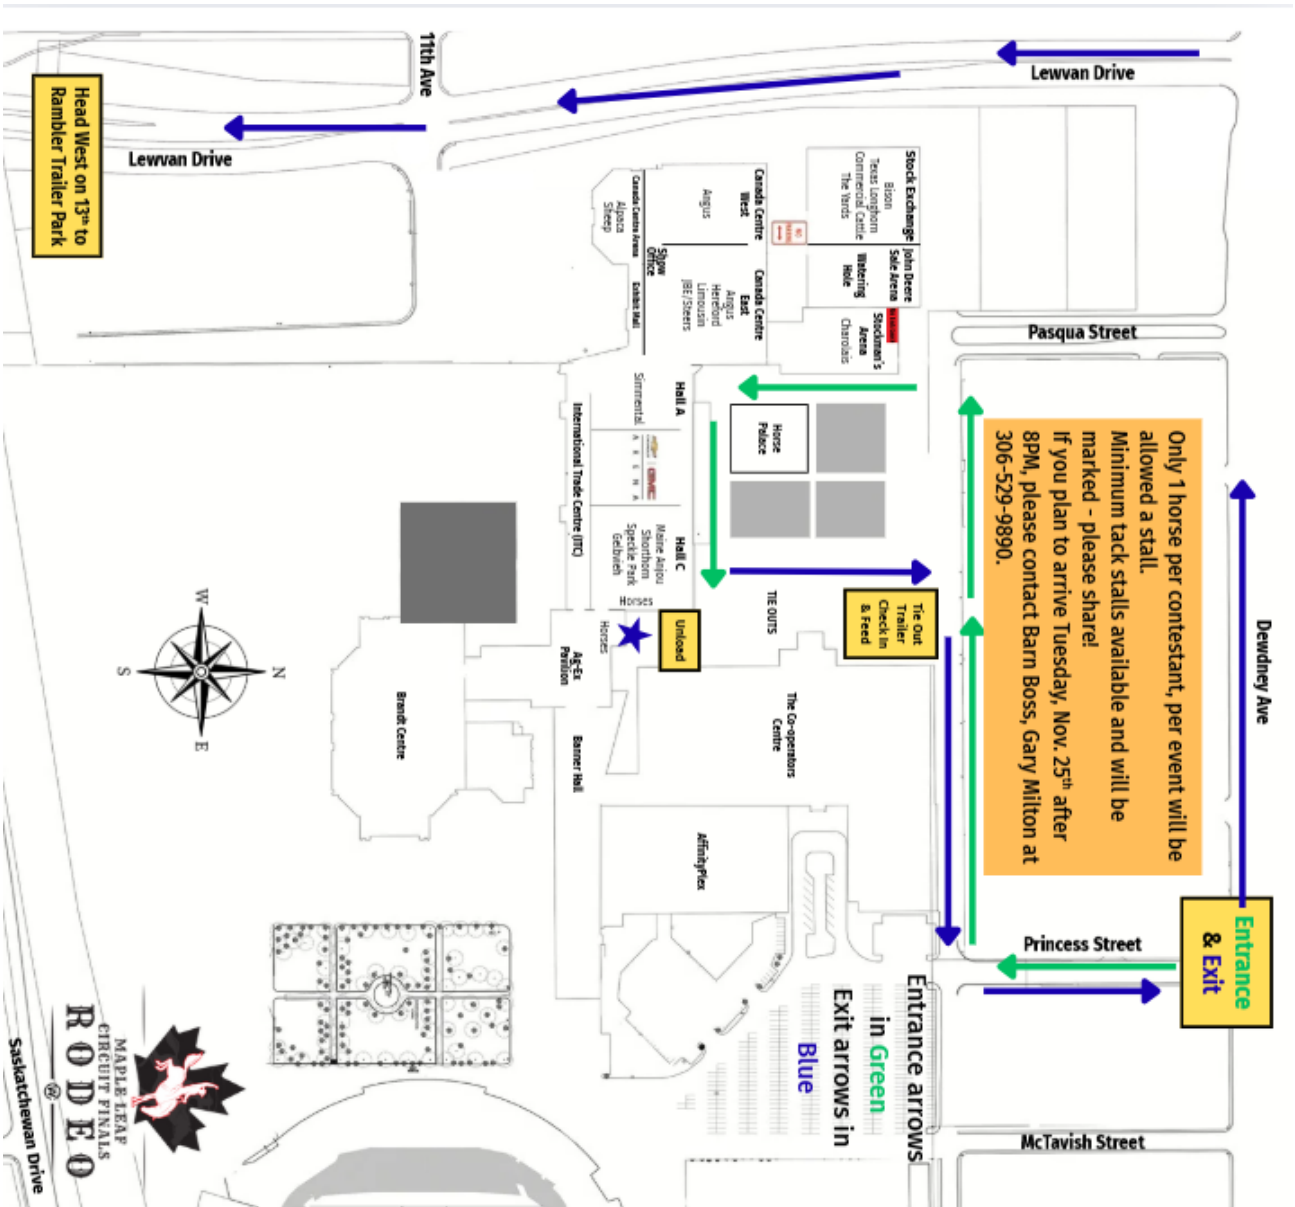 Lewvan Drive
11th Ave
Lewvan Drive
Head West on 13th to
Rambler Trailer Park
Stock Exchange
Bison
Texas Longhorn
Commercial Cattle
The Yards
John Deere
Sale Arena
Watering
Hole
Stockman's
Arena
Charolais
Canada Centre
West
Angus
NO
Canada Centre
East
Angus
Hereford
Limousin
JBE/Steers
Canada Centre Arena
Alpaca
Sheep
Show
Office
Exhibit Mall
Pasqua Street
Hall A
Simmental
GMC
ARENA
Hall C
Maine Anjou
Shorthorn
Speckle Park
Gelbvieh
Horses
International Trade Centre (ITC)
Horse
Palace
TIE OUTS
Tie Out
Trailer
Check In
& Feed
Unload
Horses
Ag-Ex
Pavilion
Banner Hall
Brandt Centre
The Co-operators
Centre
AffinityPlex
Only 1 horse per contestant, per event will be
allowed a stall.
Minimum tack stalls available and will be
marked - please share!
If you plan to arrive Tuesday, Nov. 25th after
8PM, please contact Barn Boss, Gary Milton at
306-529-9890.
Dewdney Ave
Entrance
& Exit
Princess Street
Entrance arrows
in Green
Exit arrows in
Blue
McTavish Street
Saskatchewan Drive
W
N
S
E
MAPLE LEAF
CIRCUIT FINALS
RODEO